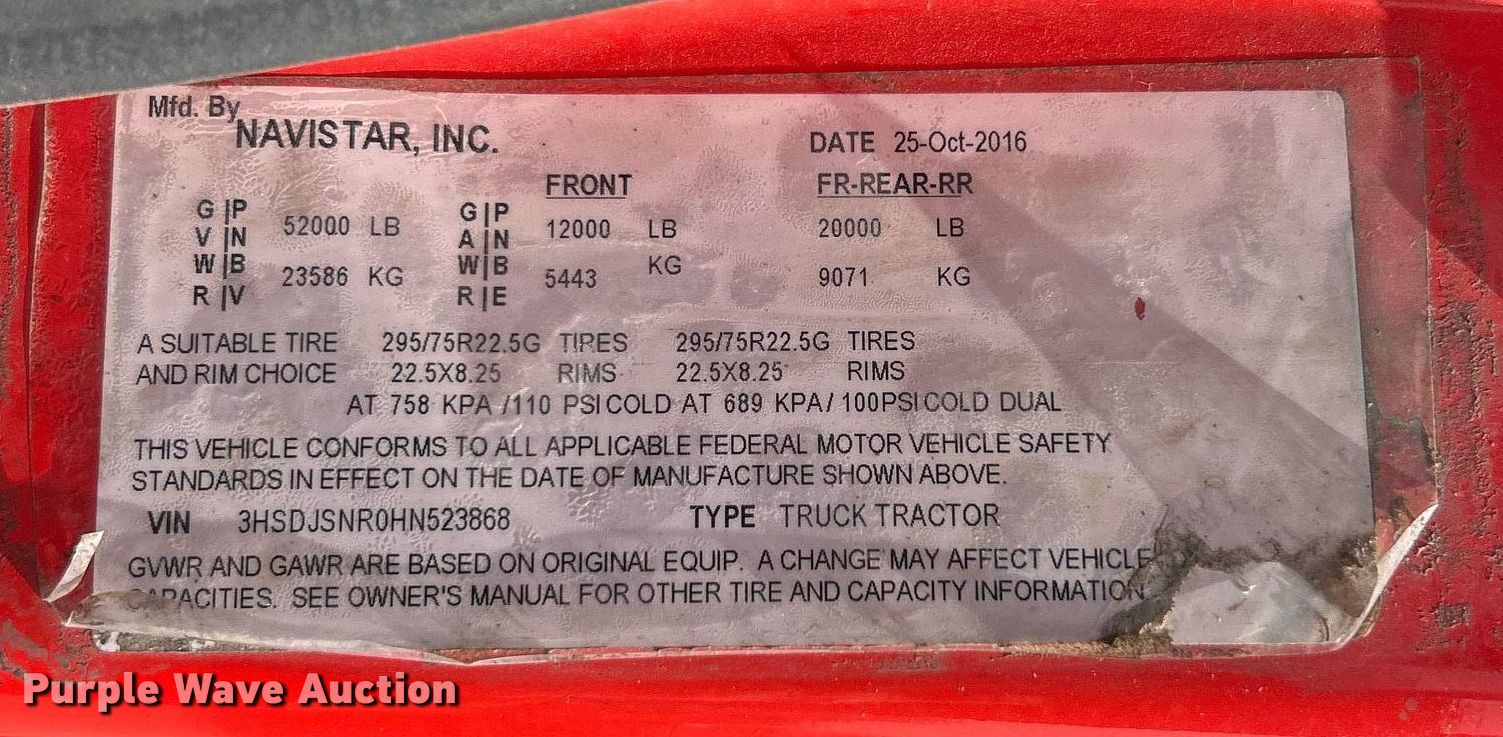 Mfd. By
NAVISTAR, INC. DATE 25-Oct-2016
FRONT FR-REAR-RR
G|P 52000 LB G|P 12000 LB 20000 LB
V|N A|N
W|B 23586 KG W|B 5443 KG 9071 KG
R|V R|E
A SUITABLE TIRE 295/75R22.5G TIRES 295/75R22.5G TIRES
AND RIM CHOICE 22.5X8.25 RIMS 22.5X8.25 RIMS
AT 758 KPA /110 PSI COLD AT 689 KPA/ 100PSI COLD DUAL
THIS VEHICLE CONFORMS TO ALL APPLICABLE FEDERAL MOTOR VEHICLE SAFETY
STANDARDS IN EFFECT ON THE DATE OF MANUFACTURE SHOWN ABOVE.
VIN 3HSDJSNR0HN523868 TYPE TRUCK TRACTOR
GVWR AND GAWR ARE BASED ON ORIGINAL EQUIP. A CHANGE MAY AFFECT VEHICLE
CAPACITIES. SEE OWNER'S MANUAL FOR OTHER TIRE AND CAPACITY INFORMATION
Purple Wave Auction